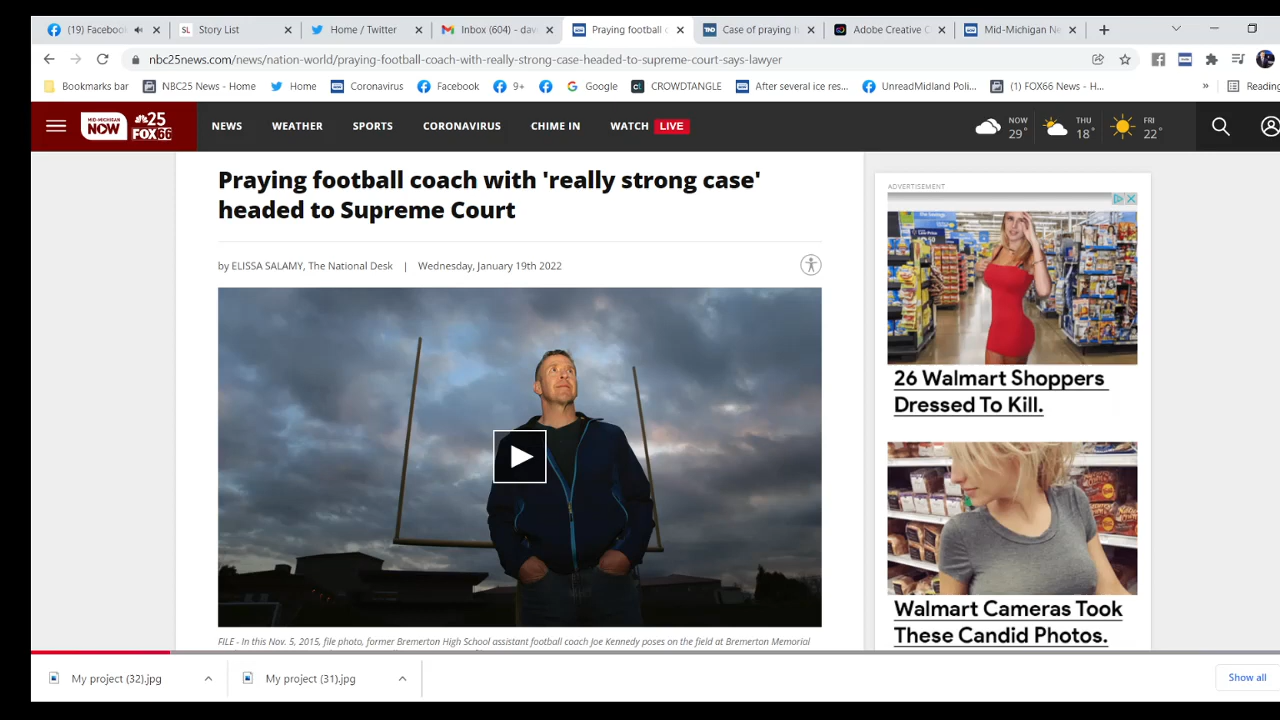 (19) Facebook
SL Story List
Home / Twitter
Inbox (604) - dav
Praying football c
TND Case of praying f
Adobe Creative C
Mid-Michigan Ne
nbc25news.com/news/nation-world/praying-football-coach-with-really-strong-case-headed-to-supreme-court-says-lawyer
Bookmarks bar
NBC25 News - Home
Home
Coronavirus
Facebook
9+
Google
CROWDTANGLE
After several ice res...
UnreadMidland Poli...
(1) FOX66 News - H...
»
Reading
MID-MICHIGAN
NOW
25
FOX66
NEWS
WEATHER
SPORTS
CORONAVIRUS
CHIME IN
WATCH LIVE
NOW
29°
THU
18°
FRI
22°
Praying football coach with 'really strong case'
headed to Supreme Court
by ELISSA SALAMY, The National Desk | Wednesday, January 19th 2022
FILE - In this Nov. 5, 2015, file photo, former Bremerton High School assistant football coach Joe Kennedy poses on the field at Bremerton Memorial
ADVERTISEMENT
26 Walmart Shoppers
Dressed To Kill.
Walmart Cameras Took
These Candid Photos.
My project (32).jpg
My project (31).jpg
Show all